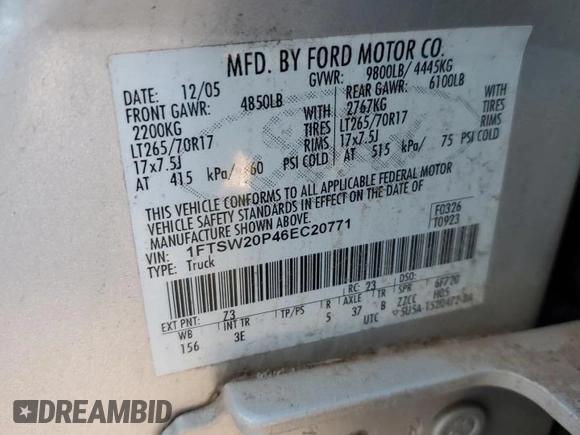 MFD. BY FORD MOTOR CO.
DATE: 12/05 GVWR: 9800LB/ 4445KG
FRONT GAWR: 4850LB REAR GAWR: 6100LB
2200KG WITH 2767KG WITH
LT265/70R17 TIRES LT265/70R17 TIRES
17x7.5J RIMS 17x7.5J RIMS
AT 415 kPa/ 60 PSI COLD AT 515 kPa/ 75 PSI COLD
THIS VEHICLE CONFORMS TO ALL APPLICABLE FEDERAL MOTOR
VEHICLE SAFETY STANDARDS IN EFFECT ON THE DATE OF
MANUFACTURE SHOWN ABOVE.
VIN: 1FTSW20P46EC20771 F0326
TYPE: Truck T0923
EXT PNT: Z3 RC: 23 DSO:
WB INT TR TP/PS R AXLE TR SPR 6F720
156 3E 5 37 B ZZCC H05
UTC
DREAMBID